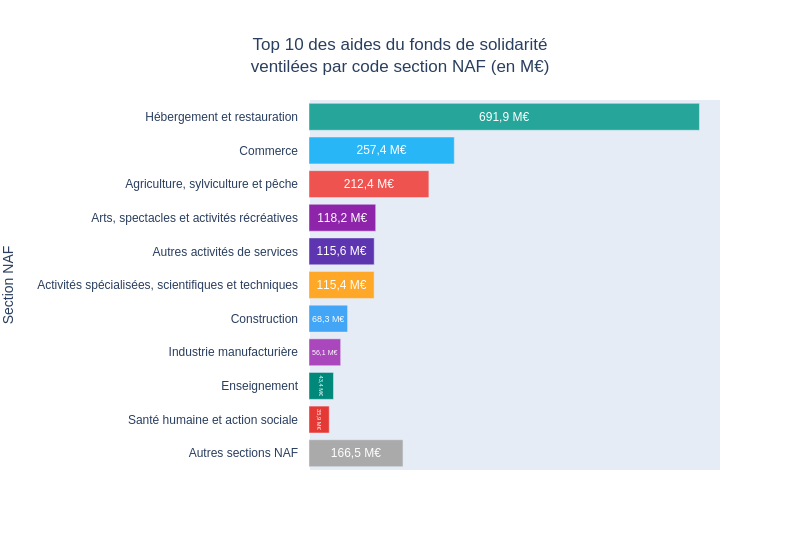 Top 10 des aides du fonds de solidarité
ventilées par code section NAF (en M€)
Section NAF
Hébergement et restauration 691,9 M€
Commerce 257,4 M€
Agriculture, sylviculture et pêche 212,4 M€
Arts, spectacles et activités récréatives 118,2 M€
Autres activités de services 115,6 M€
Activités spécialisées, scientifiques et techniques 115,4 M€
Construction 68,3 M€
Industrie manufacturière 56,1 M€
Enseignement 43,4 M€
Santé humaine et action sociale M€
Autres sections NAF 166,5 M€